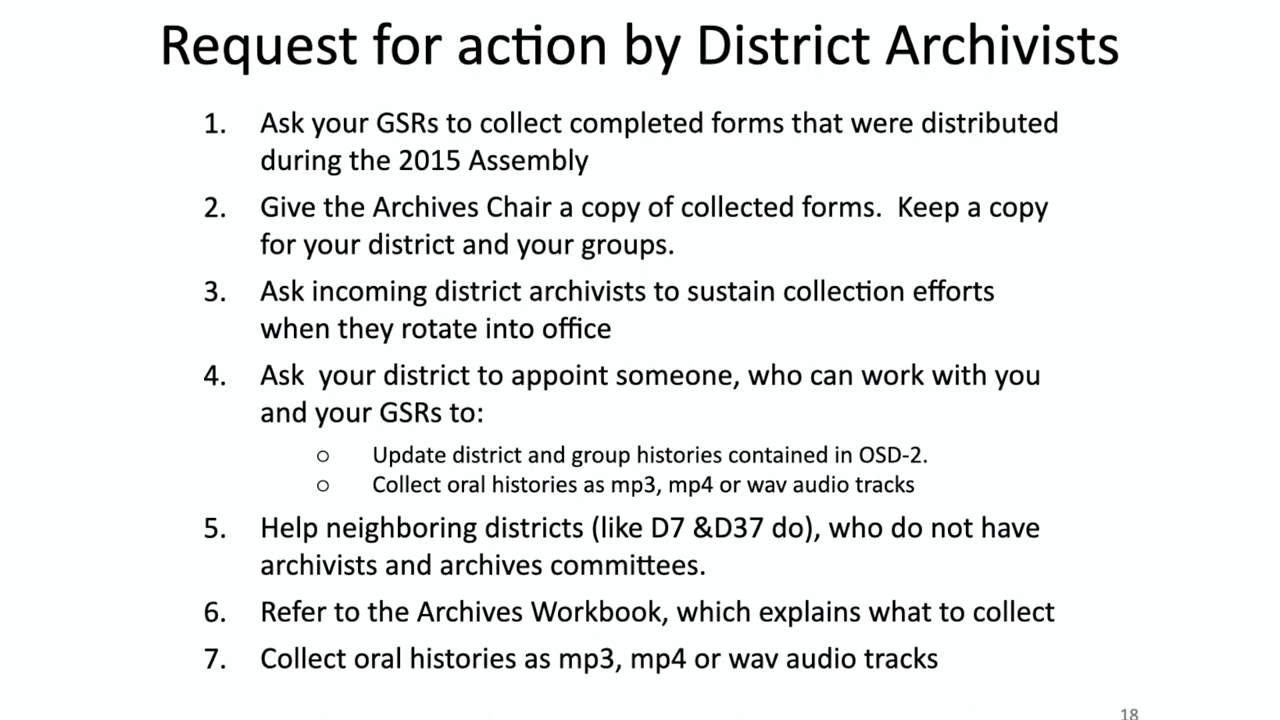 Request for action by District Archivists
1. Ask your GSRs to collect completed forms that were distributed
during the 2015 Assembly
2. Give the Archives Chair a copy of collected forms.  Keep a copy
for your district and your groups.
3. Ask incoming district archivists to sustain collection efforts
when they rotate into office
4. Ask  your district to appoint someone, who can work with you
and your GSRs to:
○ Update district and group histories contained in OSD-2.
○ Collect oral histories as mp3, mp4 or wav audio tracks
5. Help neighboring districts (like D7 &D37 do), who do not have
archivists and archives committees.
6. Refer to the Archives Workbook, which explains what to collect
7. Collect oral histories as mp3, mp4 or wav audio tracks
18